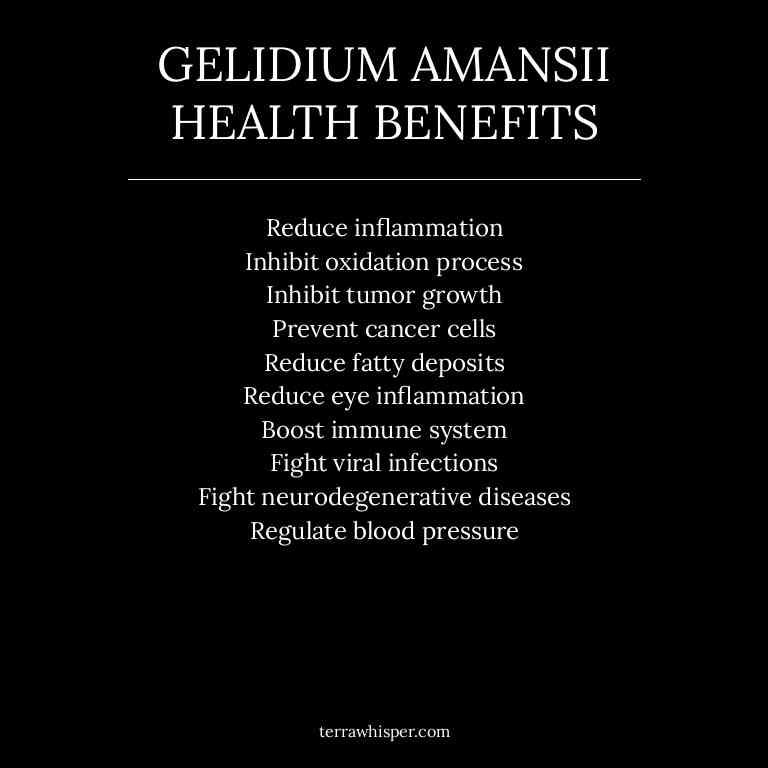 GELIDIUM AMANSII
HEALTH BENEFITS
Reduce inflammation
Inhibit oxidation process
Inhibit tumor growth
Prevent cancer cells
Reduce fatty deposits
Reduce eye inflammation
Boost immune system
Fight viral infections
Fight neurodegenerative diseases
Regulate blood pressure
terrawhisper.com